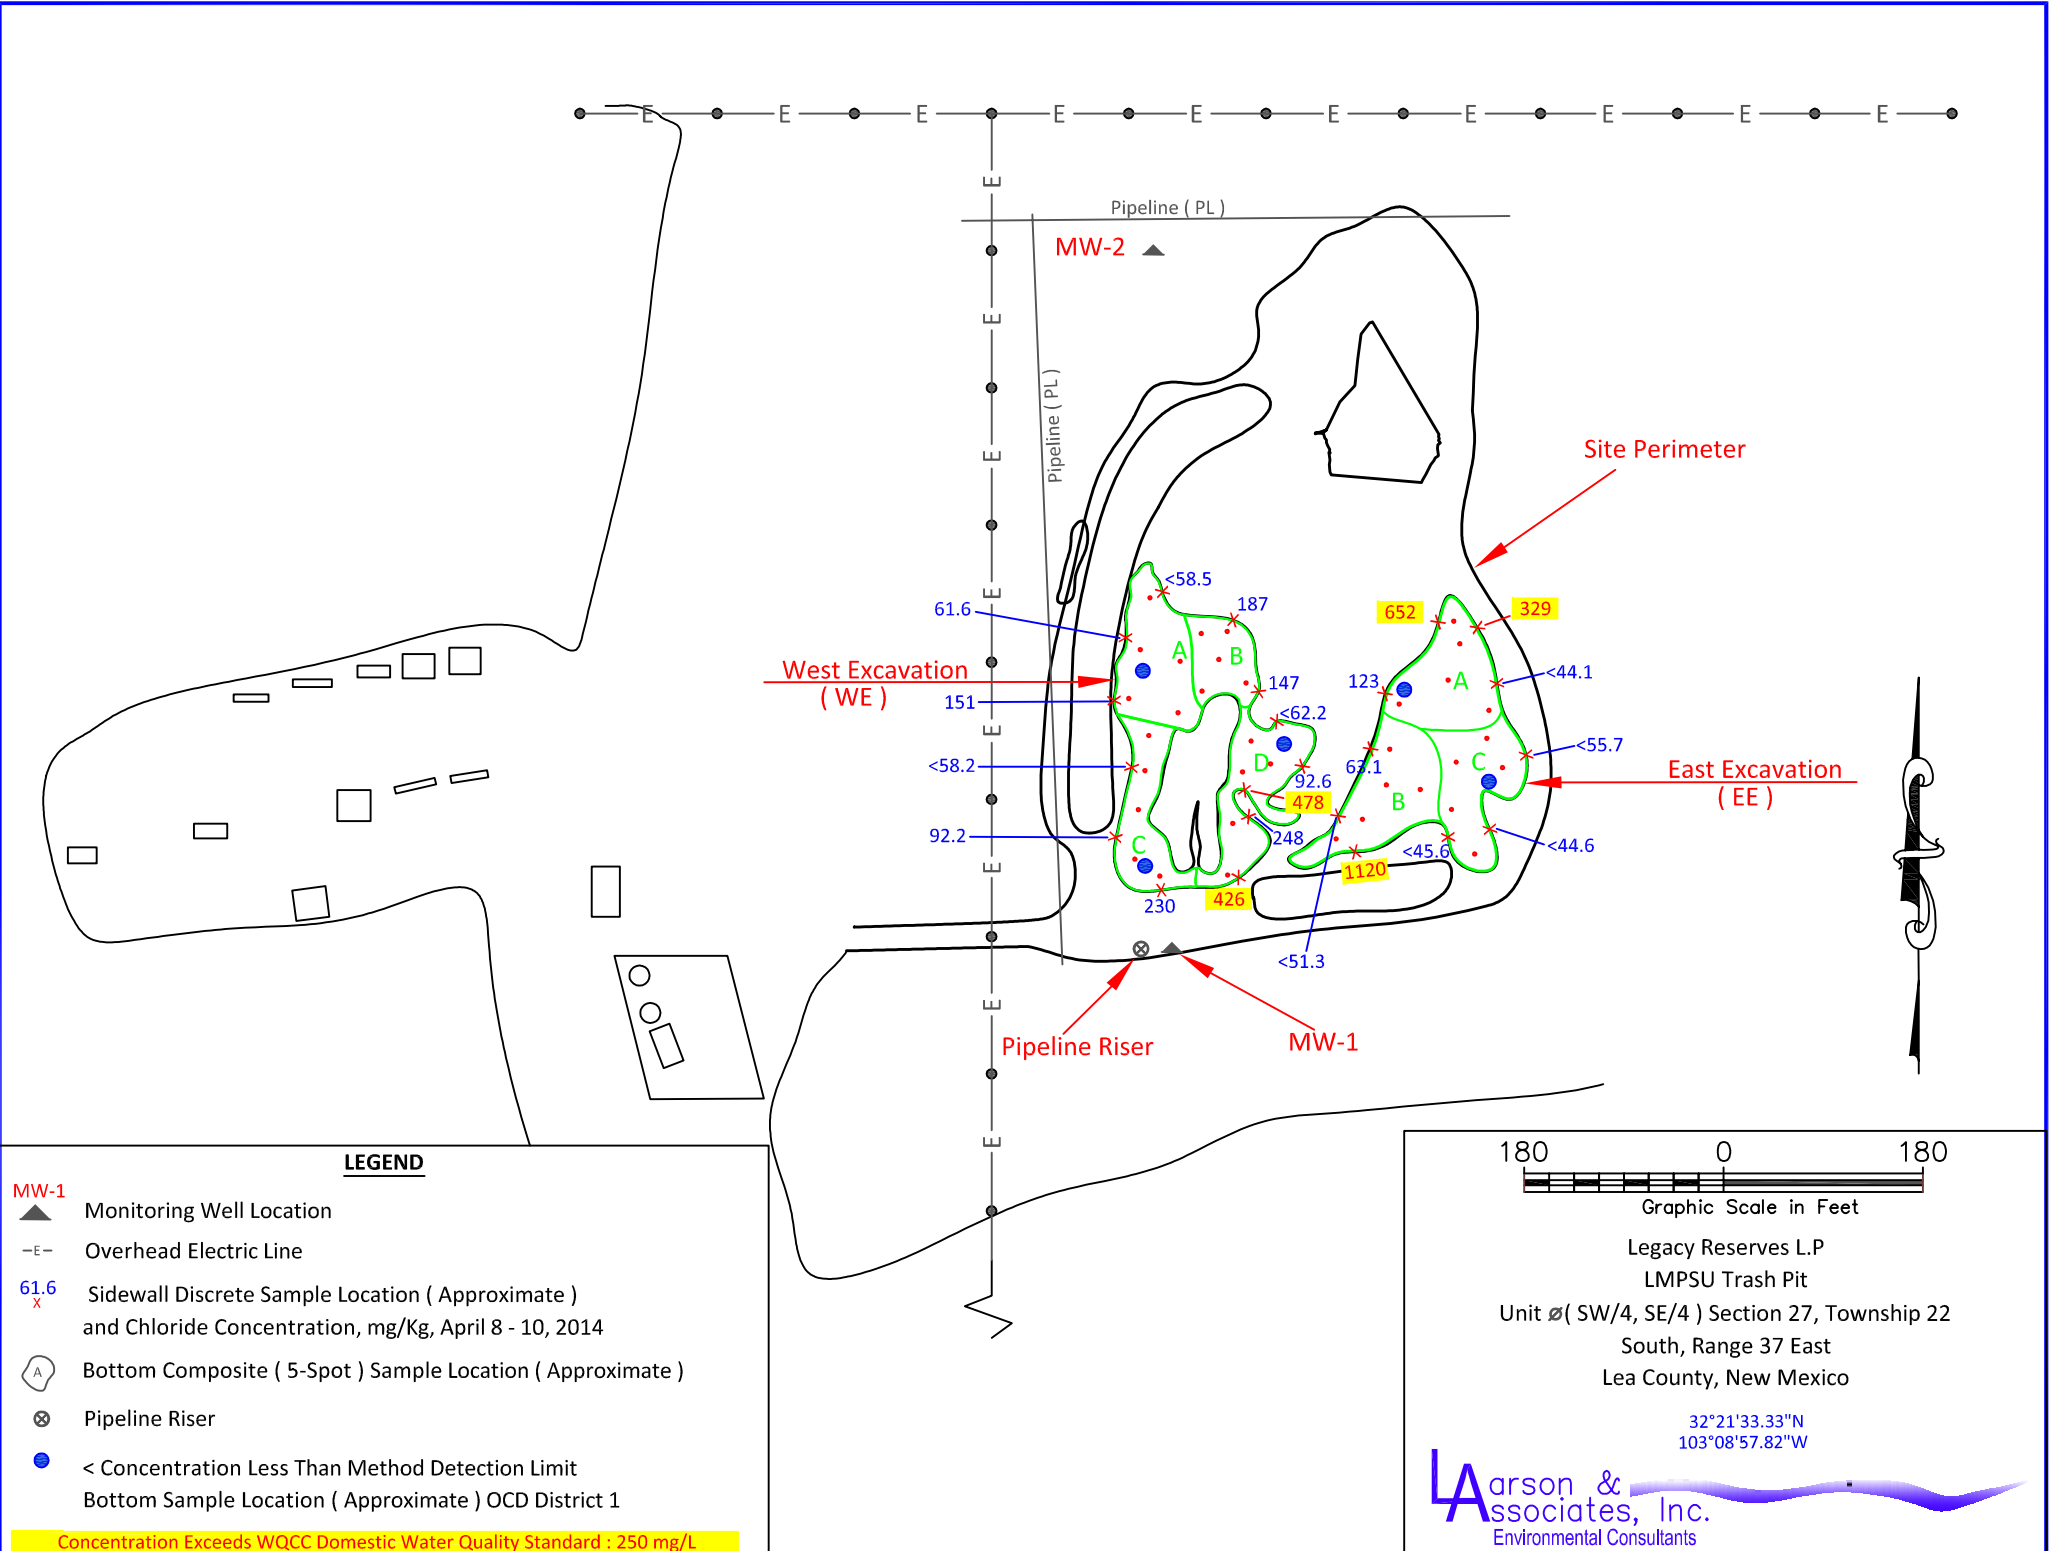 E E E E E E E E E E
E
Pipeline ( PL )
MW-2
E
Pipeline ( PL )
E
Site Perimeter
<58.5
E
61.6
187
652
329
A
B
West Excavation
( WE )
<44.1
A
123
147
151
<62.2
E
<55.7
<58.2
D
63.1
C
East Excavation
( EE )
92.6
478
B
92.2
248
C
<45.6
<44.6
E
1120
230
426
<51.3
E
Pipeline Riser
MW-1
E
LEGEND
MW-1
Monitoring Well Location
–E–
Overhead Electric Line
61.6
X
Sidewall Discrete Sample Location ( Approximate )
and Chloride Concentration, mg/Kg, April 8 - 10, 2014
A
Bottom Composite ( 5-Spot ) Sample Location ( Approximate )
Pipeline Riser
< Concentration Less Than Method Detection Limit
Bottom Sample Location ( Approximate ) OCD District 1
Concentration Exceeds WQCC Domestic Water Quality Standard : 250 mg/L
180 0 180
Graphic Scale in Feet
Legacy Reserves L.P
LMPSU Trash Pit
Unit ø( SW/4, SE/4 ) Section 27, Township 22
South, Range 37 East
Lea County, New Mexico
32°21'33.33"N
103°08'57.82"W
Larson &
Associates, Inc.
Environmental Consultants